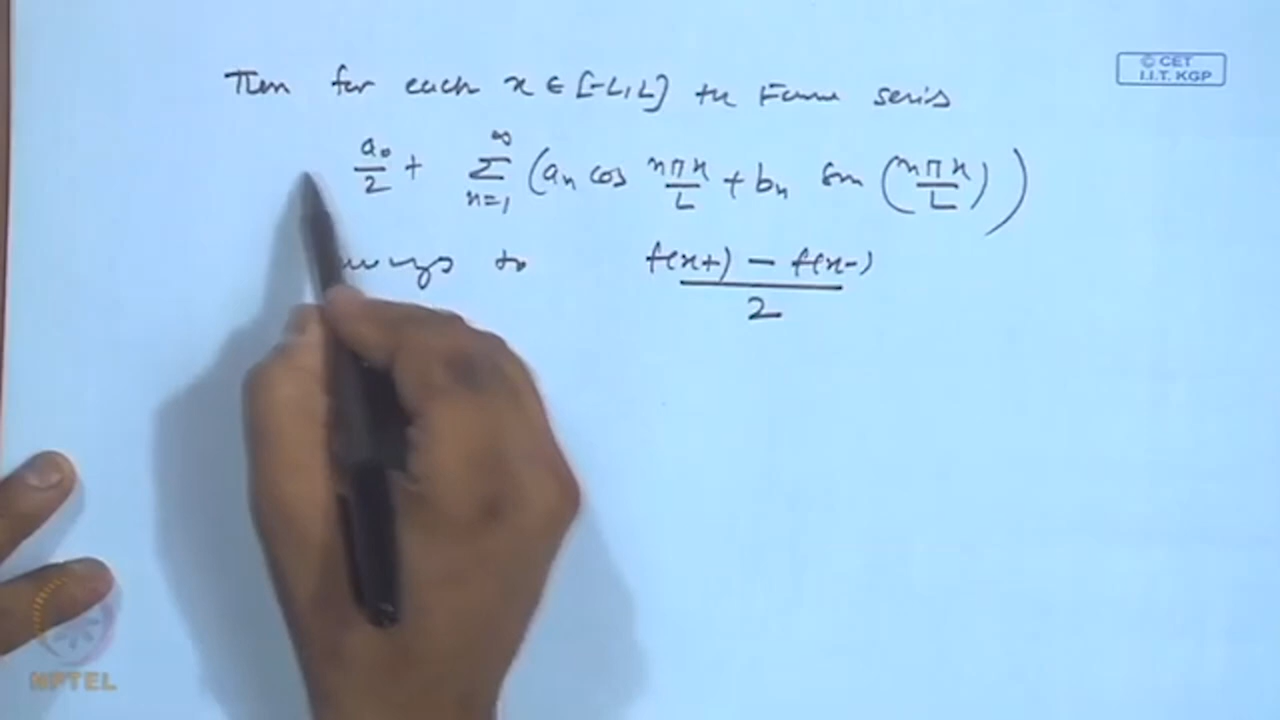 Then for each x ∈ [-L, L] the Fourier series
a₀/2 + ∑_{n=1}^{∞} (aₙ cos nπx/L + bₙ sin (nπx/L))
to f(x+) − f(x−) / 2
© CET
I.I.T. KGP
NPTEL